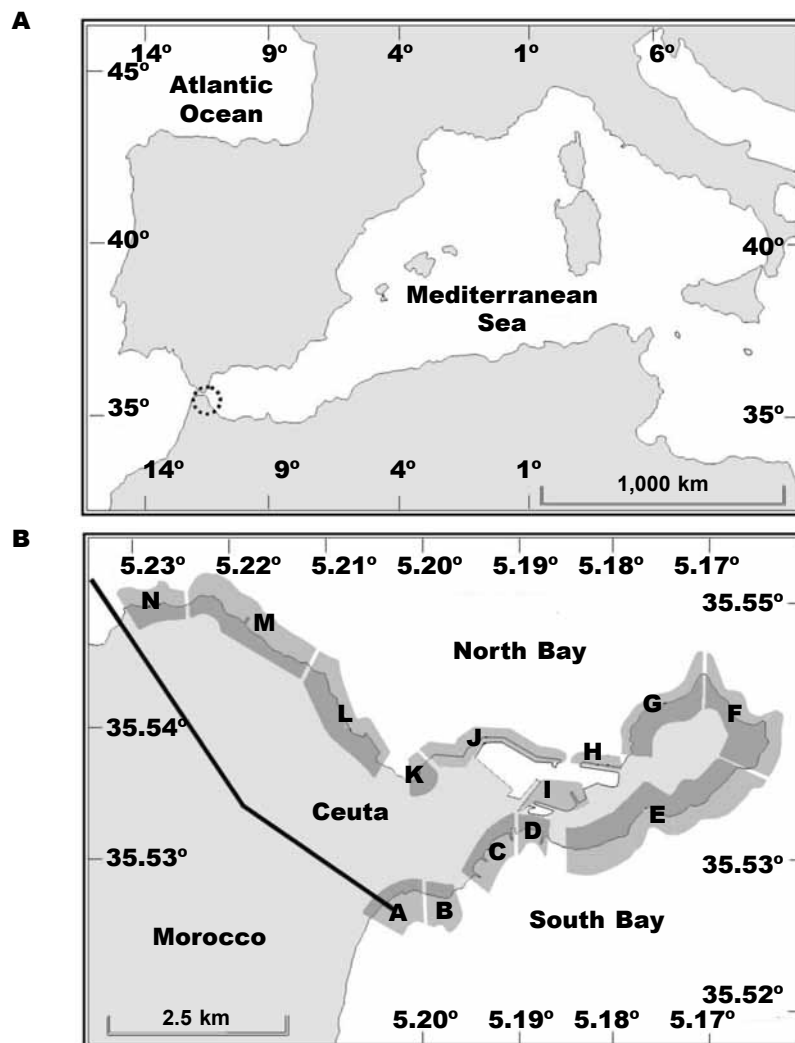 A
14º 9º 4º 1º 6º
45º
Atlantic
Ocean
40º 40º
Mediterranean
Sea
35º 35º
14º 9º 4º 1º
1,000 km
B
5.23º 5.22º 5.21º 5.20º 5.19º 5.18º 5.17º
N 35.55º
M
North Bay
G
L F
35.54º J
H
K
I
Ceuta E
D
C
35.53º 35.53º
A B
South Bay
Morocco
35.52º
2.5 km 5.20º 5.19º 5.18º 5.17º